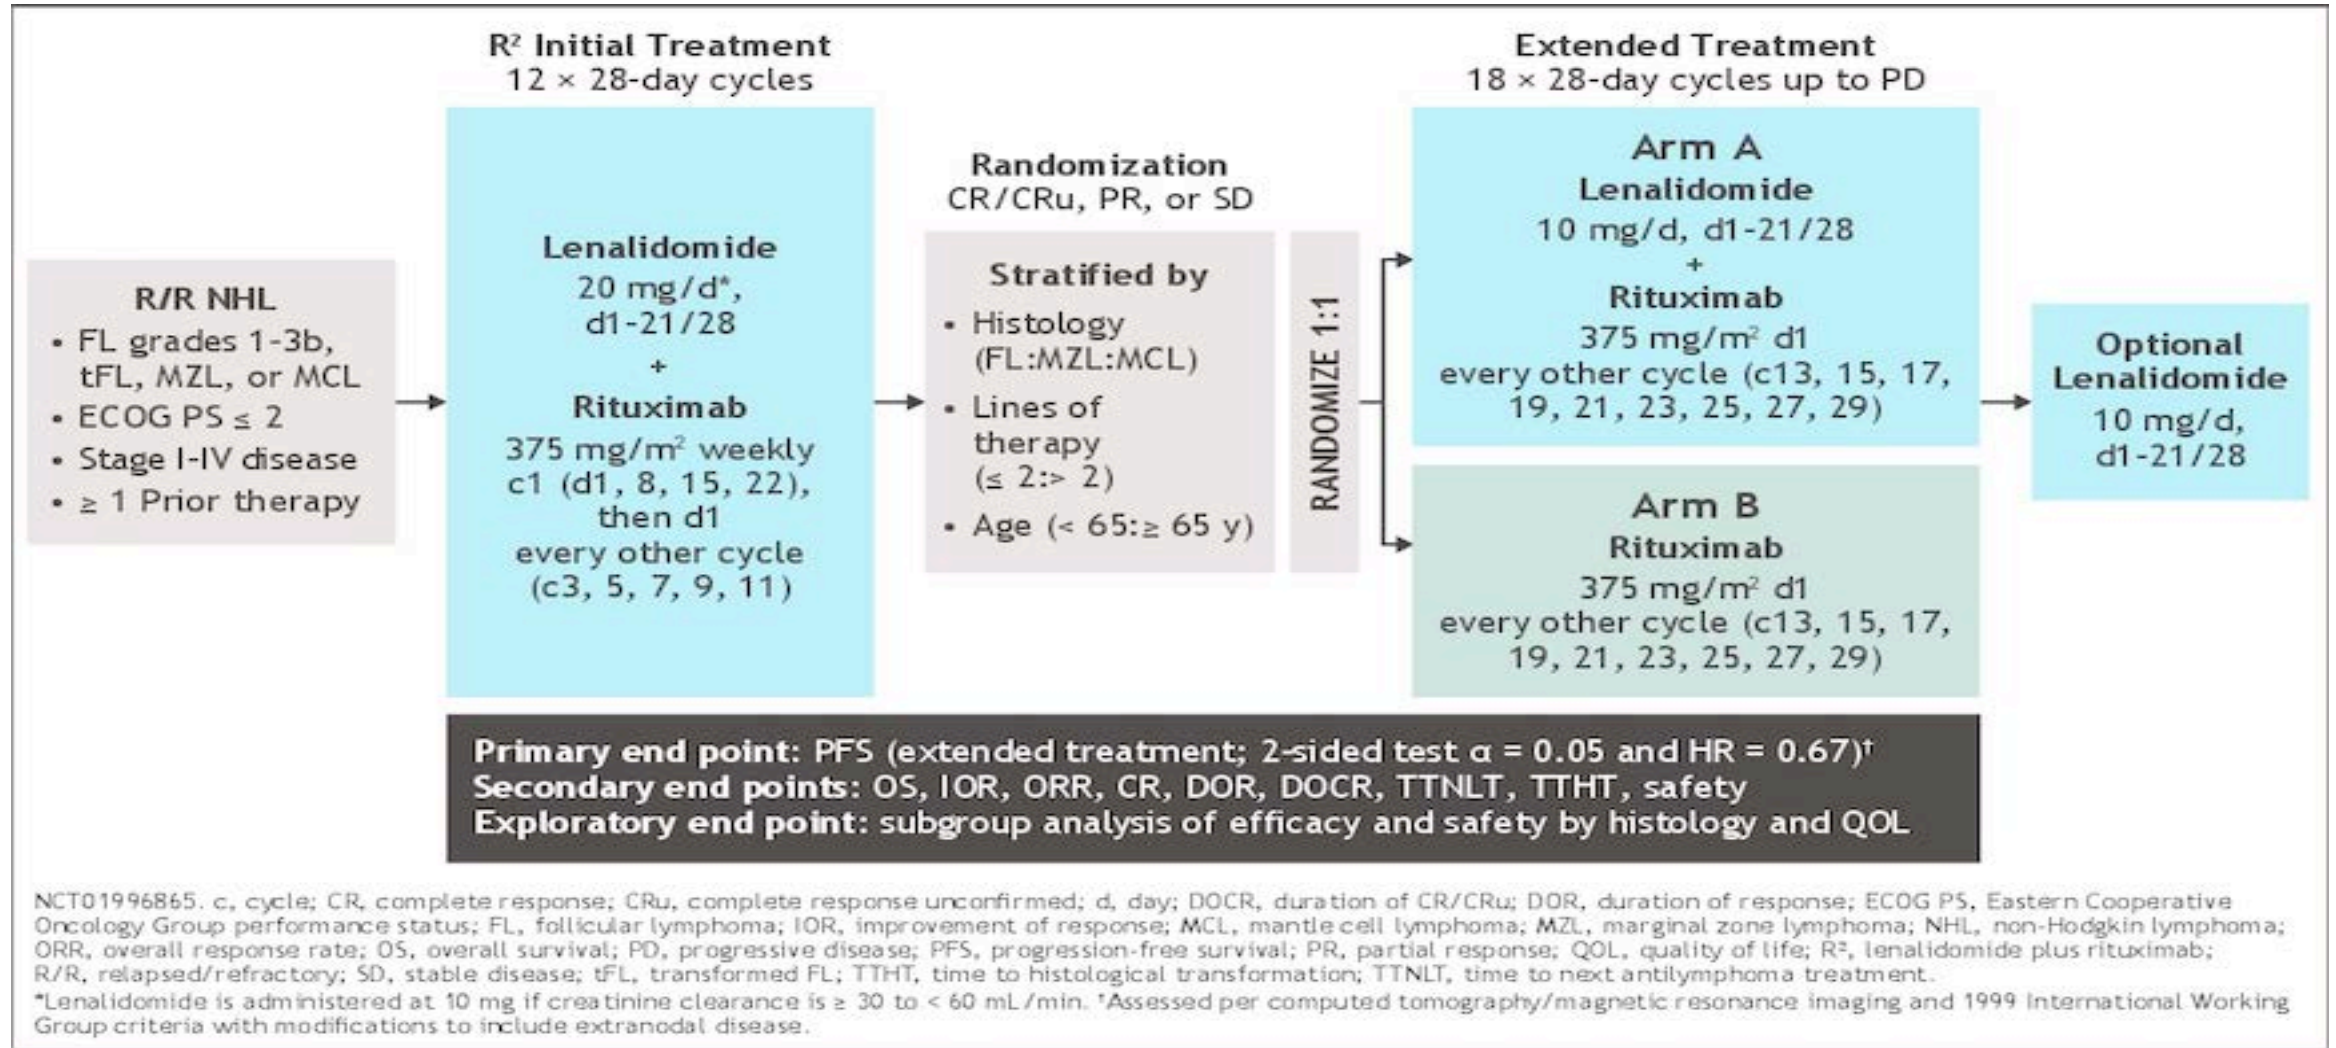 R² Initial Treatment
12 × 28-day cycles
Extended Treatment
18 × 28-day cycles up to PD
R/R NHL
• FL grades 1-3b,
tFL, MZL, or MCL
• ECOG PS ≤ 2
• Stage I-IV disease
• ≥ 1 Prior therapy
Lenalidomide
20 mg/d*,
d1-21/28
+
Rituximab
375 mg/m² weekly
c1 (d1, 8, 15, 22),
then d1
every other cycle
(c3, 5, 7, 9, 11)
Randomization
CR/CRu, PR, or SD
Stratified by
• Histology
(FL:MZL:MCL)
• Lines of
therapy
(≤ 2:> 2)
• Age (< 65:≥ 65 y)
RANDOMIZE 1:1
Arm A
Lenalidomide
10 mg/d, d1-21/28
+
Rituximab
375 mg/m² d1
every other cycle (c13, 15, 17,
19, 21, 23, 25, 27, 29)
Arm B
Rituximab
375 mg/m² d1
every other cycle (c13, 15, 17,
19, 21, 23, 25, 27, 29)
Optional
Lenalidomide
10 mg/d,
d1-21/28
Primary end point: PFS (extended treatment; 2-sided test α = 0.05 and HR = 0.67)†
Secondary end points: OS, IOR, ORR, CR, DOR, DOCR, TTNLT, TTHT, safety
Exploratory end point: subgroup analysis of efficacy and safety by histology and QOL
NCT01996865. c, cycle; CR, complete response; CRu, complete response unconfirmed; d, day; DOCR, duration of CR/CRu; DOR, duration of response; ECOG PS, Eastern Cooperative
Oncology Group performance status; FL, follicular lymphoma; IOR, improvement of response; MCL, mantle cell lymphoma; MZL, marginal zone lymphoma; NHL, non-Hodgkin lymphoma;
ORR, overall response rate; OS, overall survival; PD, progressive disease; PFS, progression-free survival; PR, partial response; QOL, quality of life; R², lenalidomide plus rituximab;
R/R, relapsed/refractory; SD, stable disease; tFL, transformed FL; TTHT, time to histological transformation; TTNLT, time to next antilymphoma treatment.
*Lenalidomide is administered at 10 mg if creatinine clearance is ≥ 30 to < 60 mL/min. †Assessed per computed tomography/magnetic resonance imaging and 1999 International Working
Group criteria with modifications to include extranodal disease.